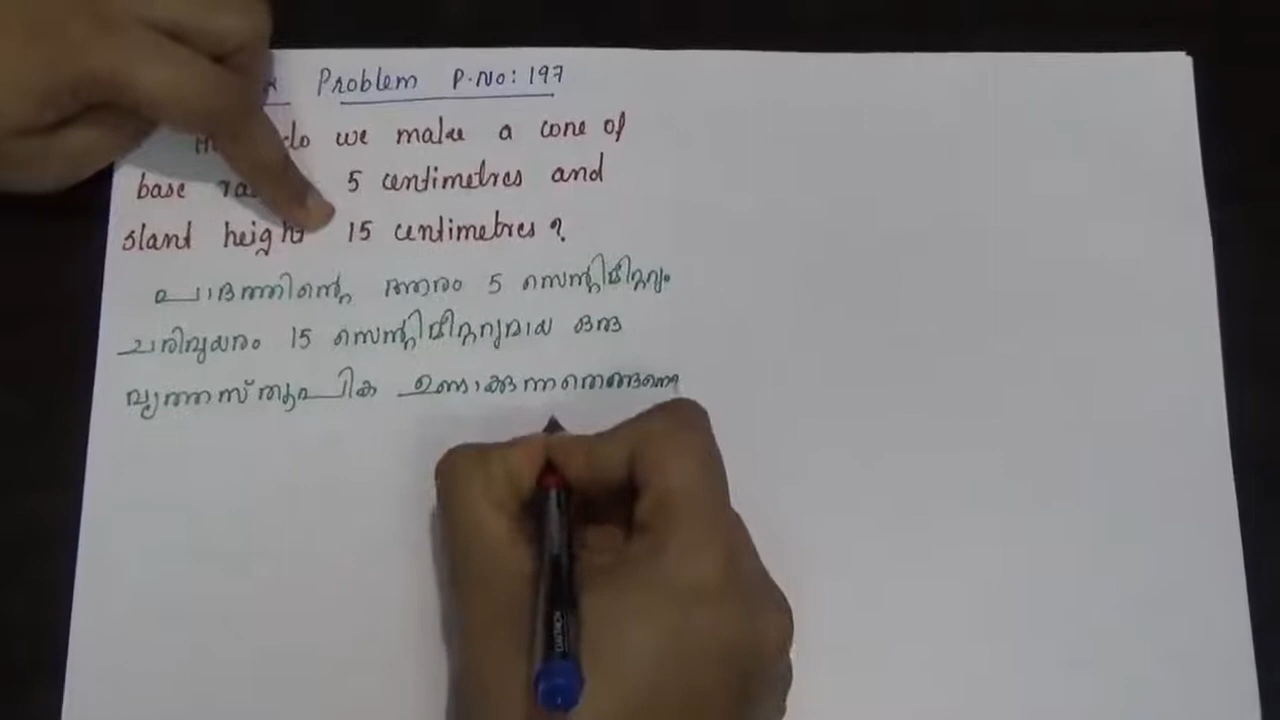 Problem P.No: 197
do we make a cone of
base 5 centimetres and
slant height 15 centimetres ?
പാദത്തിന്റെ ആരം 5 സെന്റിമീറ്ററും
ചരിവുയരം 15 സെന്റിമീറ്ററുമായ ഒരു
വൃത്തസ്തൂപിക ഉണ്ടാക്കുന്നതെങ്ങനെ?